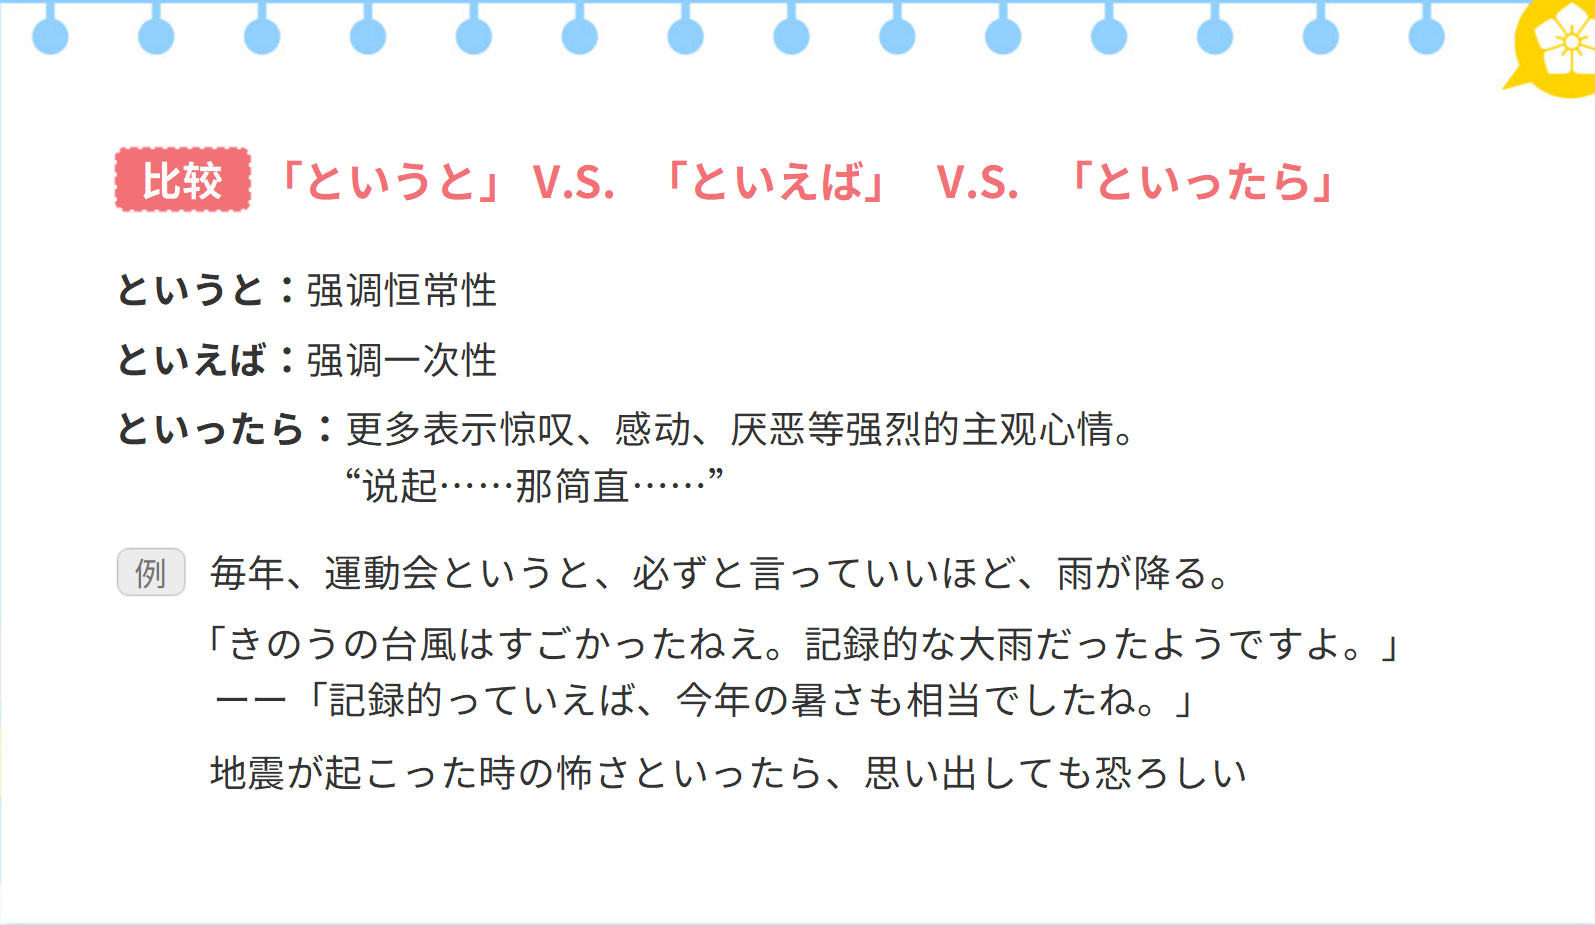 比较 「というと」 V.S. 「といえば」 V.S. 「といったら」
というと：强调恒常性
といえば：强调一次性
といったら：更多表示惊叹、感动、厌恶等强烈的主观心情。
“说起······那简直······”
例 毎年、運動会というと、必ずと言っていいほど、雨が降る。
「きのうの台風はすごかったねえ。記録的な大雨だったようですよ。」
ーー「記録的っていえば、今年の暑さも相当でしたね。」
地震が起こった時の怖さといったら、思い出しても恐ろしい